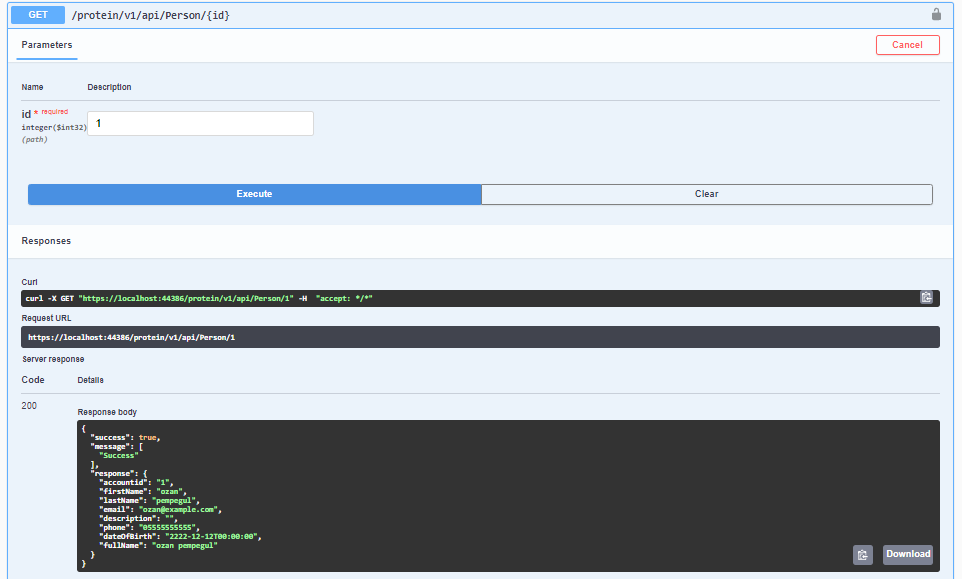 GET /protein/v1/api/Person/{id}
Parameters
Cancel
Name Description
id * required
integer($int32)
(path)
1
Execute Clear
Responses
Curl
curl -X GET "https://localhost:44386/protein/v1/api/Person/1" -H  "accept: */*"
Request URL
https://localhost:44386/protein/v1/api/Person/1
Server response
Code Details
200
Response body
{
  "success": true,
  "message": [
    "Success"
  ],
  "response": {
    "accountid": "1",
    "firstName": "ozan",
    "lastName": "pempegul",
    "email": "ozan@example.com",
    "description": "",
    "phone": "05555555555",
    "dateOfBirth": "2222-12-12T00:00:00",
    "fullName": "ozan pempegul"
  }
}
Download